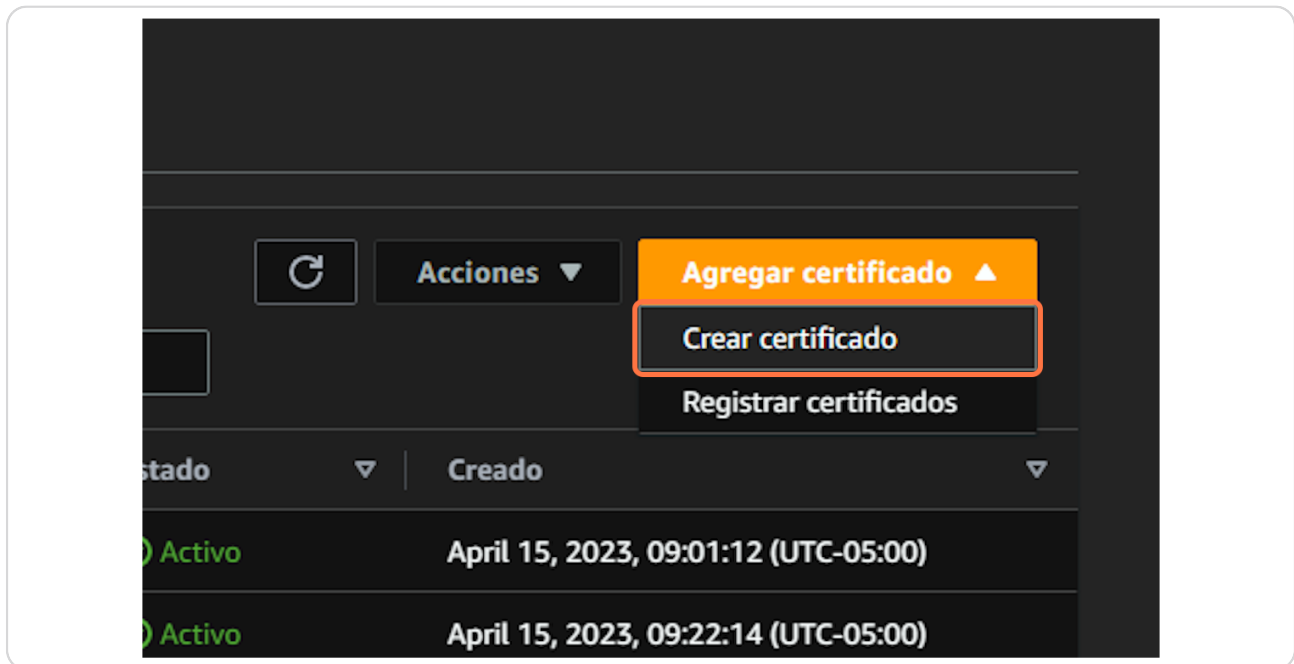 Acciones
Agregar certificado
Crear certificado
Registrar certificados
stado
Creado
Activo
April 15, 2023, 09:01:12 (UTC-05:00)
Activo
April 15, 2023, 09:22:14 (UTC-05:00)